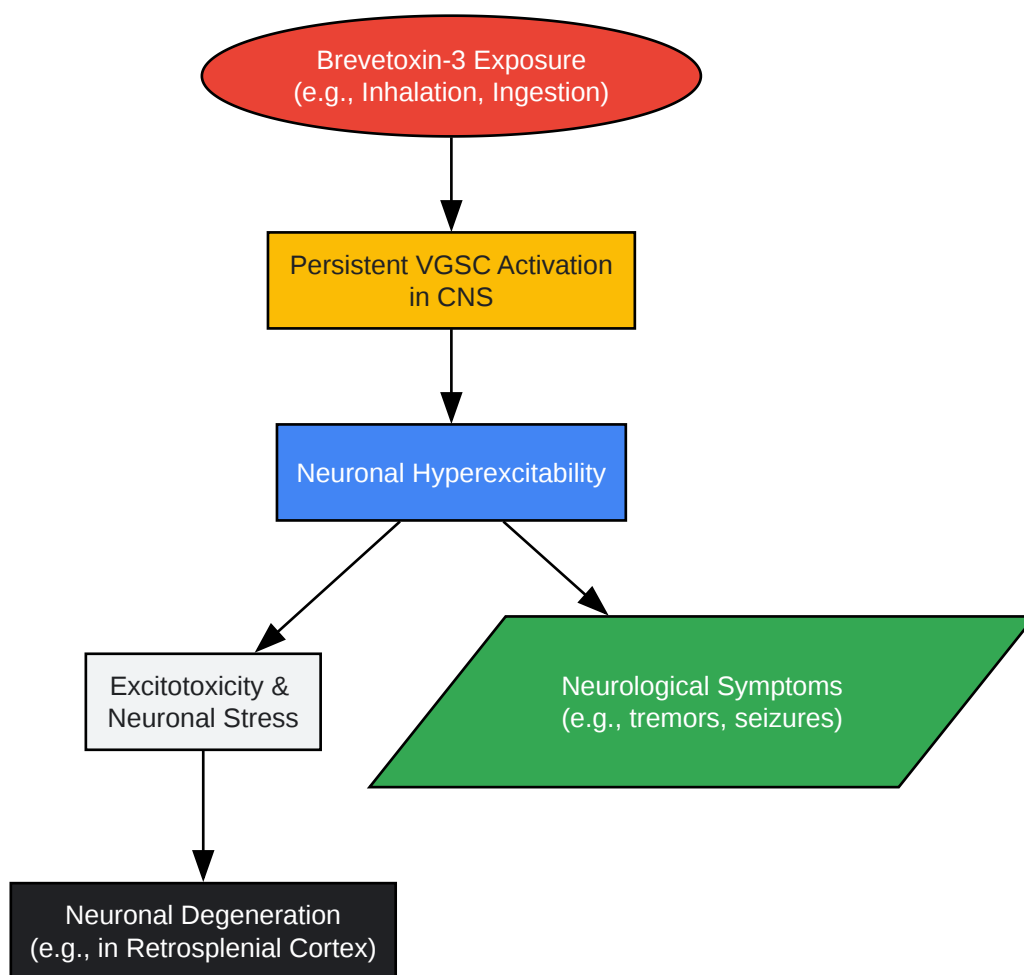 Brevetoxin-3 Exposure
(e.g., Inhalation, Ingestion)
Persistent VGSC Activation
in CNS
Neuronal Hyperexcitability
Excitotoxicity &
Neuronal Stress
Neurological Symptoms
(e.g., tremors, seizures)
Neuronal Degeneration
(e.g., in Retrosplenial Cortex)